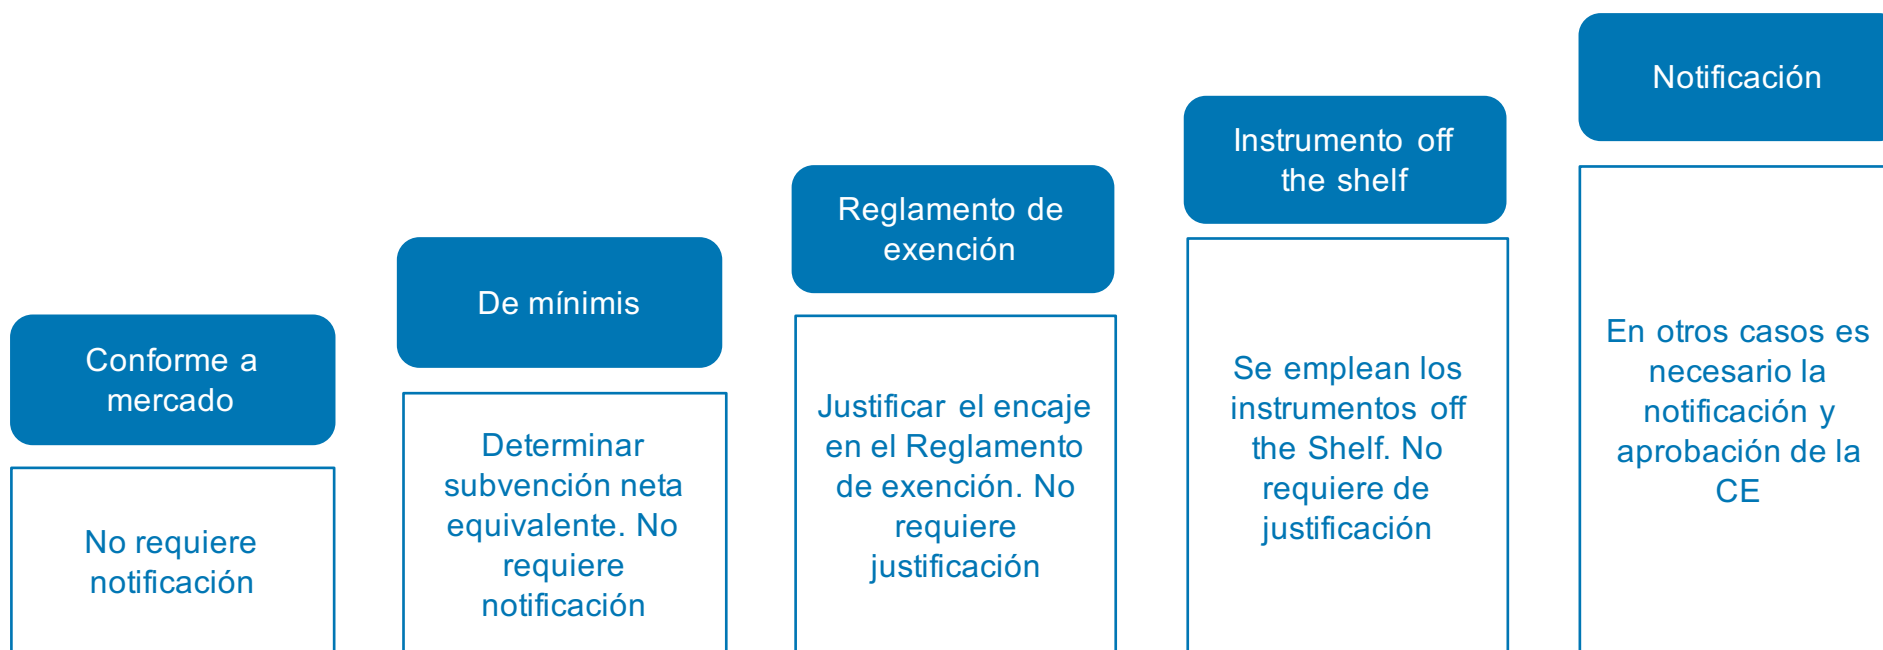 Conforme a
mercado
No requiere
notificación
De mínimis
Determinar
subvención neta
equivalente. No
requiere
notificación
Reglamento de
exención
Justificar el encaje
en el Reglamento
de exención. No
requiere
justificación
Instrumento off
the shelf
Se emplean los
instrumentos off
the Shelf. No
requiere de
justificación
Notificación
En otros casos es
necesario la
notificación y
aprobación de la
CE